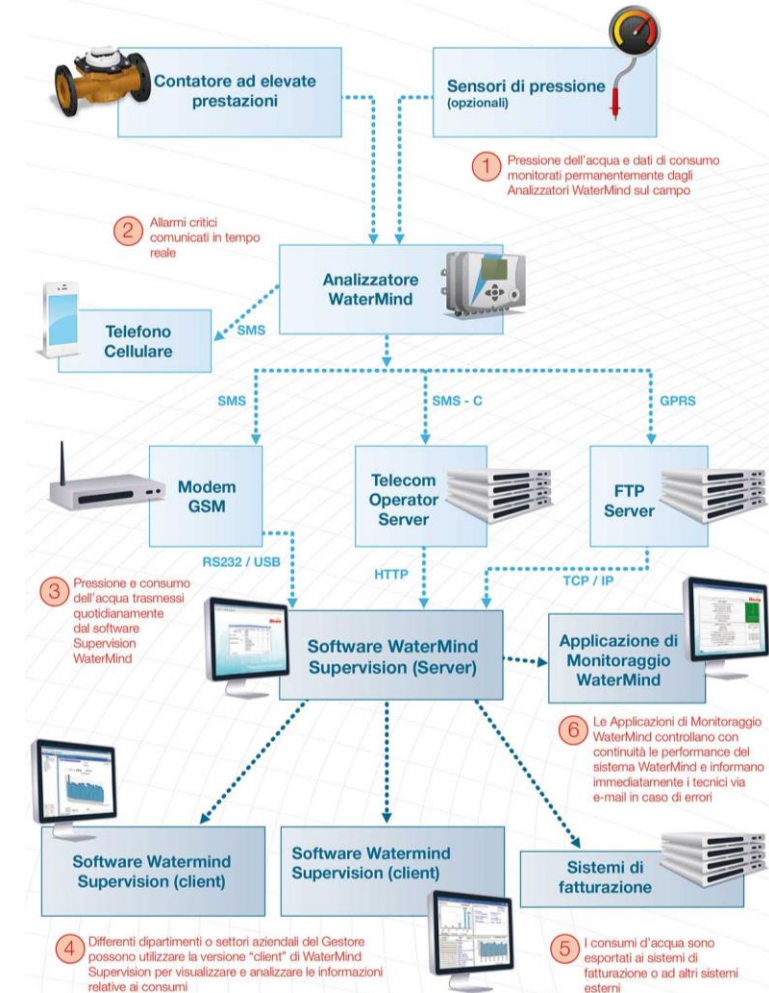 Contatore ad elevate
prestazioni
Sensori di pressione
(opzionali)
1
Pressione dell'acqua e dati di consumo
monitorati permanentemente dagli
Analizzatori WaterMind sul campo
2
Allarmi critici
comunicati in tempo
reale
Analizzatore
WaterMind
Telefono
Cellulare
SMS
SMS
SMS - C
GPRS
Modem
GSM
Telecom
Operator
Server
FTP
Server
RS232 / USB
HTTP
TCP / IP
3
Pressione e consumo
dell'acqua trasmessi
quotidianamente
dal software
Supervision
WaterMind
Software WaterMind
Supervision (Server)
Applicazione di
Monitoraggio
WaterMind
6
Le Applicazioni di Monitoraggio
WaterMind controllano con
continuità le performance del
sistema WaterMind e informano
immediatamente i tecnici via
e-mail in caso di errori
Software Watermind
Supervision (client)
Software Watermind
Supervision (client)
Sistemi di
fatturazione
4
Differenti dipartimenti o settori aziendali del Gestore
possono utilizzare la versione "client" di WaterMind
Supervision per visualizzare e analizzare le informazioni
relative ai consumi
5
I consumi d'acqua sono
esportati ai sistemi di
fatturazione o ad altri sistemi
esterni